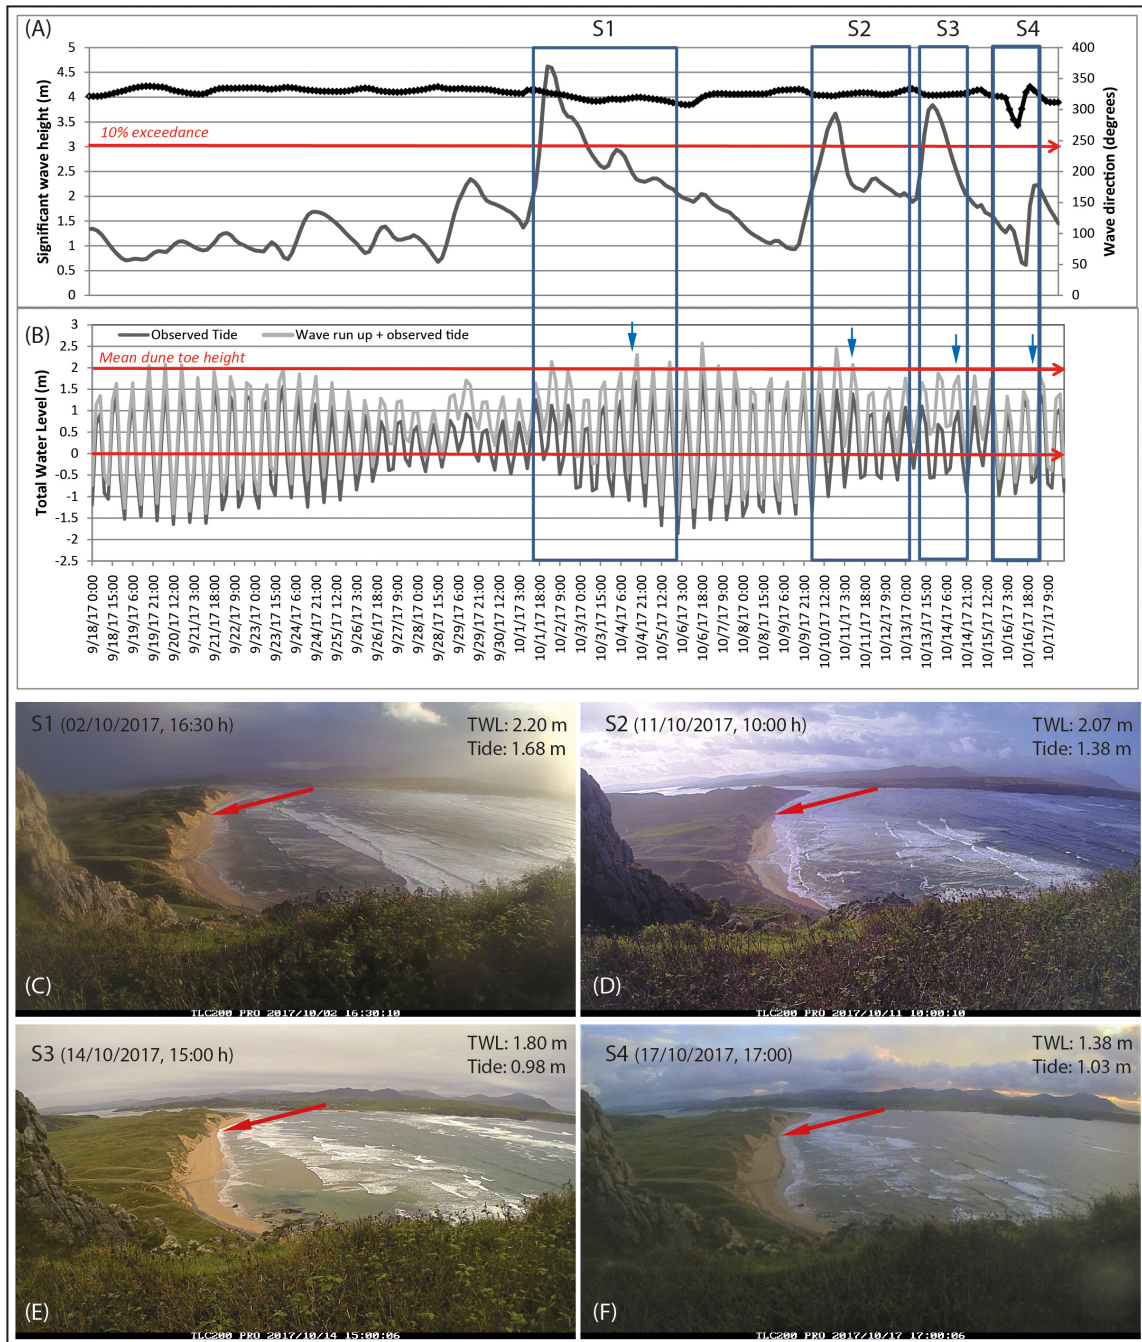 (A)
S1
S2
S3
S4
Significant wave height (m)
5
4.5
4
3.5
3
2.5
2
1.5
1
0.5
0
10% exceedance
400
350
300
250
200
150
100
50
0
Wave direction (degrees)
(B)
Observed Tide
Wave run up + observed tide
Mean dune toe height
Total Water Level (m)
3
2.5
2
1.5
1
0.5
0
-0.5
-1
-1.5
-2
-2.5
9/18/17 0:00
9/18/17 15:00
9/19/17 6:00
9/19/17 21:00
9/20/17 12:00
9/21/17 3:00
9/21/17 18:00
9/22/17 9:00
9/23/17 0:00
9/23/17 15:00
9/24/17 6:00
9/24/17 21:00
9/25/17 12:00
9/26/17 3:00
9/26/17 18:00
9/27/17 9:00
9/28/17 0:00
9/28/17 15:00
9/29/17 6:00
9/29/17 21:00
9/30/17 12:00
10/1/17 3:00
10/1/17 18:00
10/2/17 9:00
10/3/17 0:00
10/3/17 15:00
10/4/17 6:00
10/4/17 21:00
10/5/17 12:00
10/6/17 3:00
10/6/17 18:00
10/7/17 9:00
10/8/17 0:00
10/8/17 15:00
10/9/17 6:00
10/9/17 21:00
10/10/17 12:00
10/11/17 3:00
10/11/17 18:00
10/12/17 9:00
10/13/17 0:00
10/13/17 15:00
10/14/17 6:00
10/14/17 21:00
10/15/17 12:00
10/16/17 3:00
10/16/17 18:00
10/17/17 9:00
S1 (02/10/2017, 16:30 h)
TWL: 2.20 m
Tide: 1.68 m
(C)
TLC200 PRO 2017/10/02 16:30:10
S2 (11/10/2017, 10:00 h)
TWL: 2.07 m
Tide: 1.38 m
(D)
TLC200 PRO 2017/10/11 10:00:10
S3 (14/10/2017, 15:00 h)
TWL: 1.80 m
Tide: 0.98 m
(E)
TLC200 PRO 2017/10/14 15:00:06
S4 (17/10/2017, 17:00)
TWL: 1.38 m
Tide: 1.03 m
(F)
TLC200 PRO 2017/10/17 17:00:06